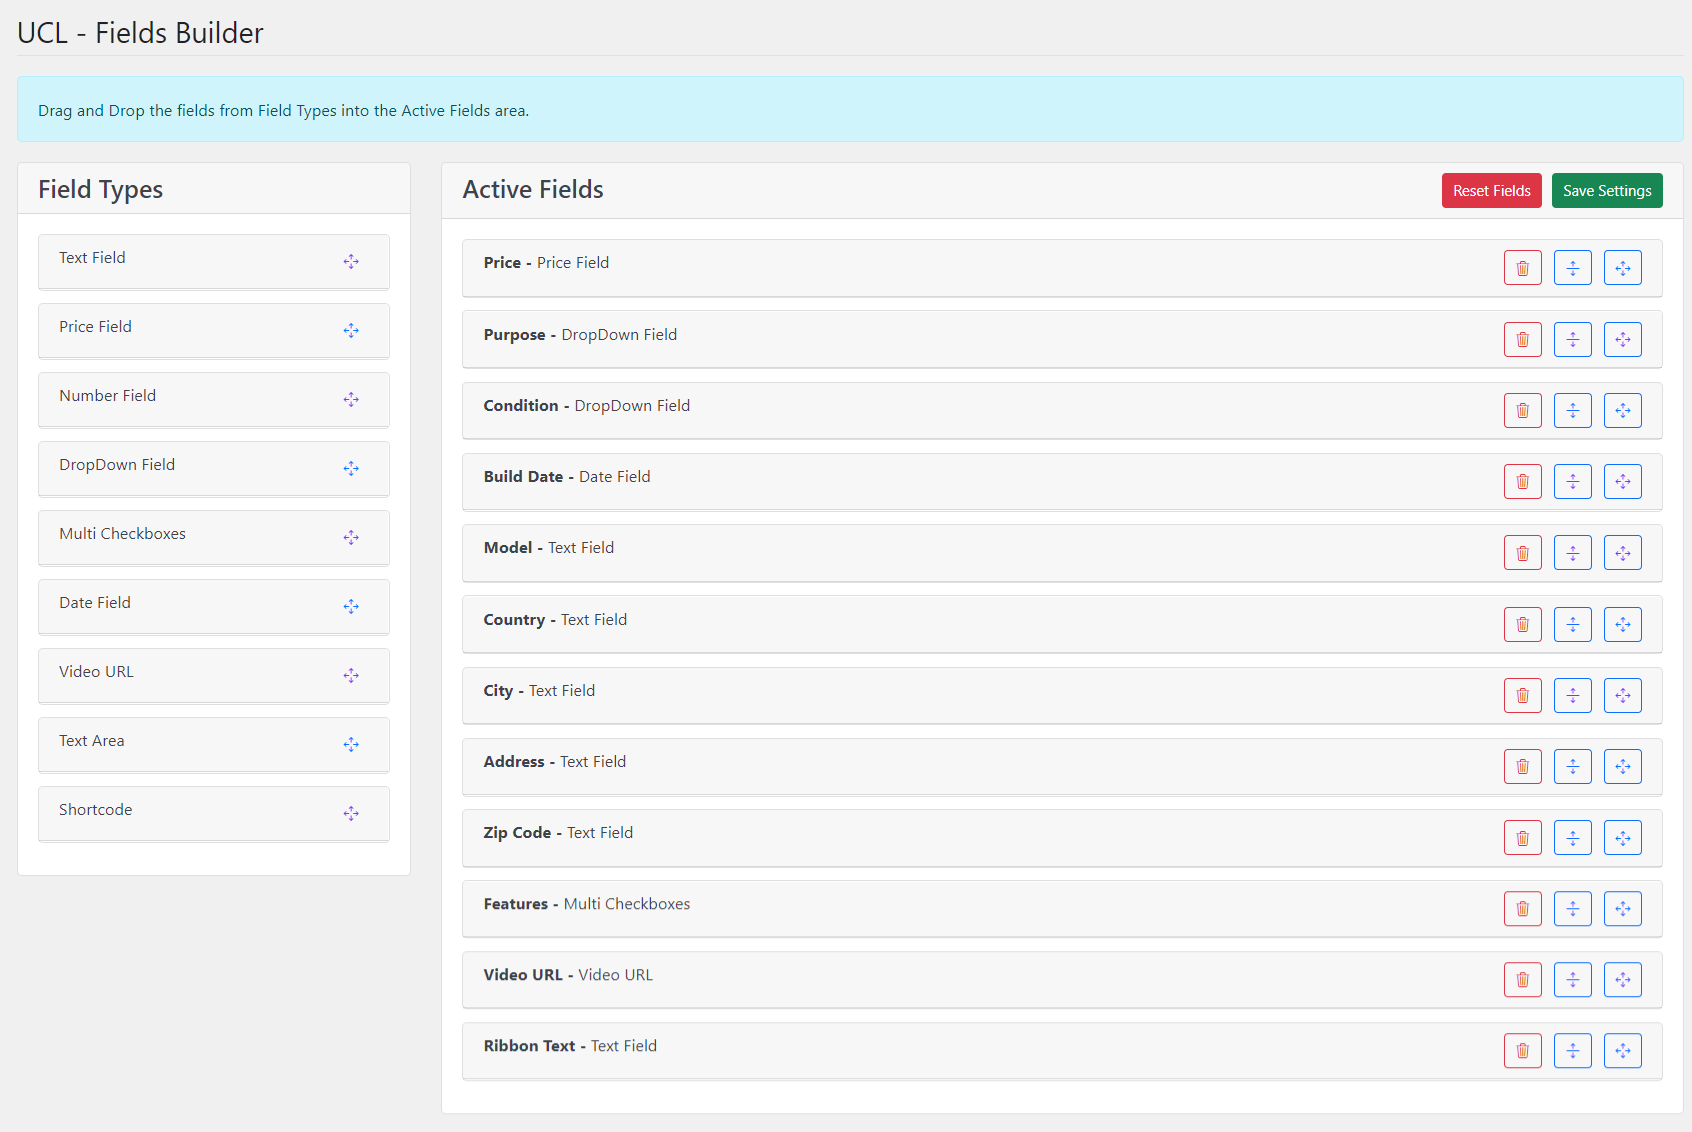 UCL - Fields Builder
Drag and Drop the fields from Field Types into the Active Fields area.
Field Types
Text Field
Price Field
Number Field
DropDown Field
Multi Checkboxes
Date Field
Video URL
Text Area
Shortcode
Active Fields
Reset Fields
Save Settings
Price - Price Field
Purpose - DropDown Field
Condition - DropDown Field
Build Date - Date Field
Model - Text Field
Country - Text Field
City - Text Field
Address - Text Field
Zip Code - Text Field
Features - Multi Checkboxes
Video URL - Video URL
Ribbon Text - Text Field